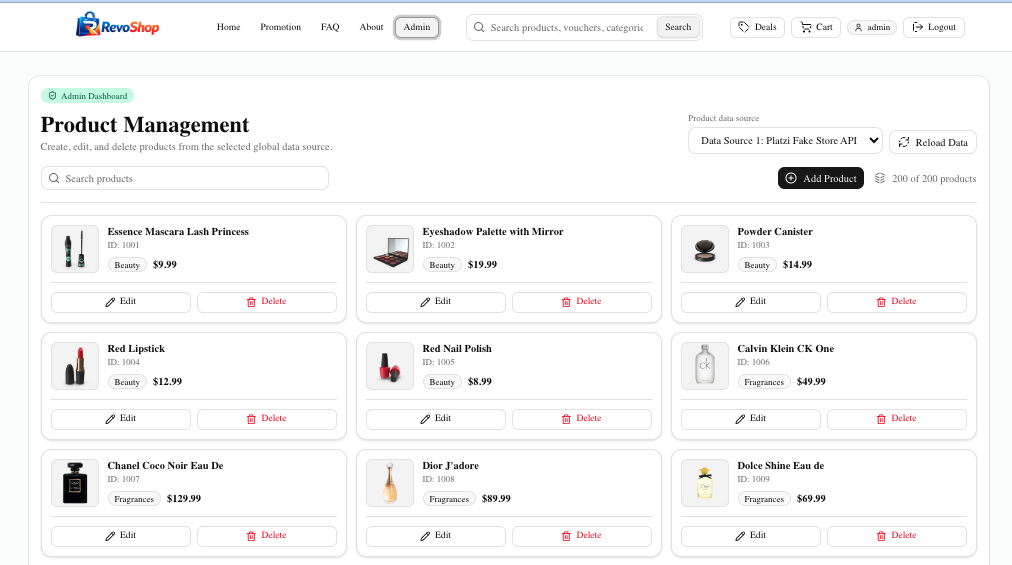 RevoShop
Home Promotion FAQ About Admin
Search products, vouchers, categoric Search
Deals Cart admin Logout
Admin Dashboard
Product Management
Create, edit, and delete products from the selected global data source.
Product data source
Data Source 1: Platzi Fake Store API Reload Data
Search products
Add Product 200 of 200 products
Essence Mascara Lash Princess
ID: 1001
Beauty $9.99
Edit Delete
Eyeshadow Palette with Mirror
ID: 1002
Beauty $19.99
Edit Delete
Powder Canister
ID: 1003
Beauty $14.99
Edit Delete
Red Lipstick
ID: 1004
Beauty $12.99
Edit Delete
Red Nail Polish
ID: 1005
Beauty $8.99
Edit Delete
Calvin Klein CK One
ID: 1006
Fragrances $49.99
Edit Delete
CK
Chanel Coco Noir Eau De
ID: 1007
Fragrances $129.99
Edit Delete
Dior J'adore
ID: 1008
Fragrances $89.99
Edit Delete
Dolce Shine Eau de
ID: 1009
Fragrances $69.99
Edit Delete